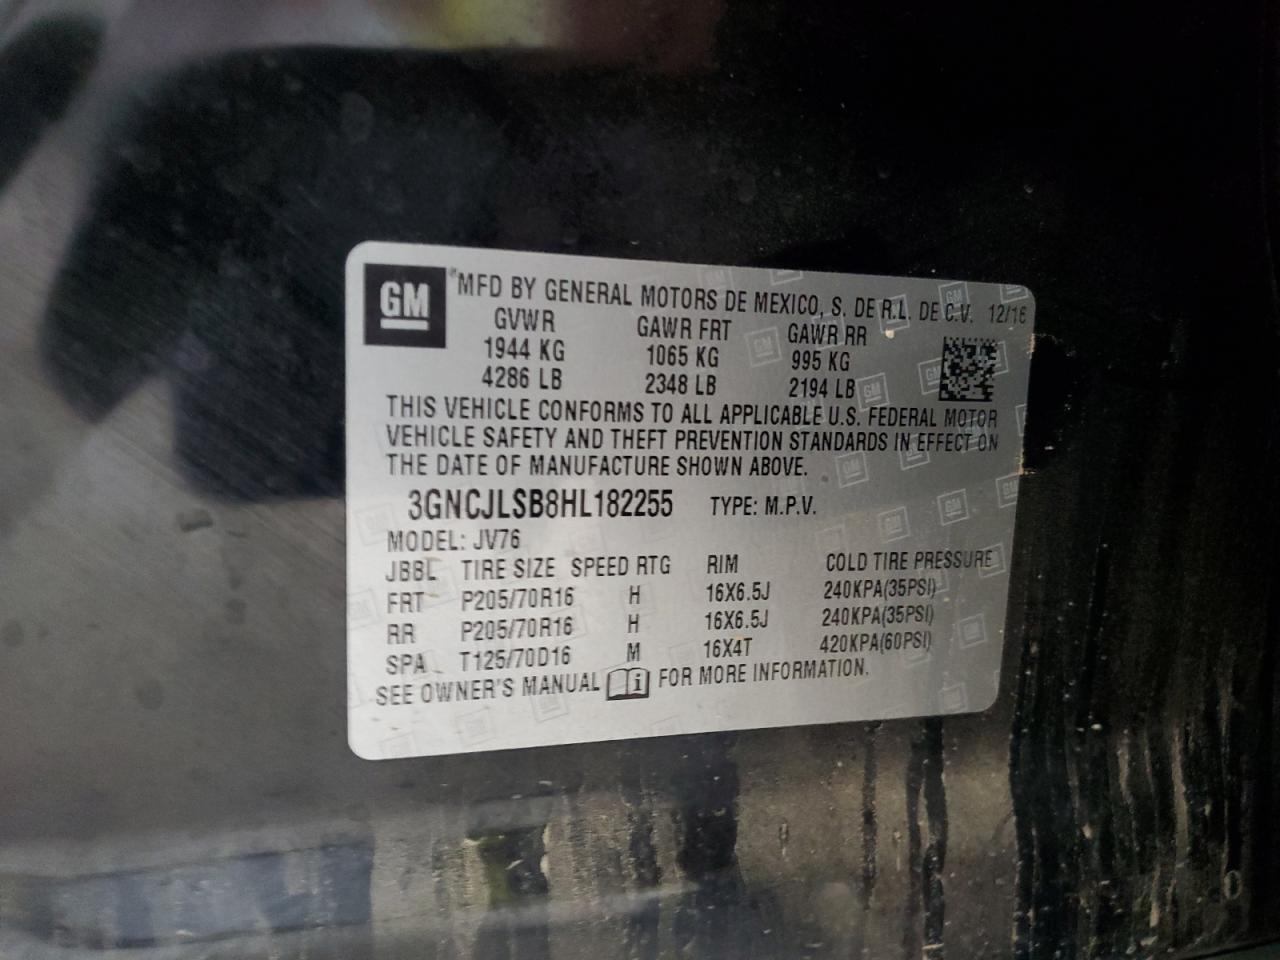 GM
MFD BY GENERAL MOTORS DE MEXICO, S. DE R.L. DE C.V. 12/16
GVWR GAWR FRT GAWR RR
1944 KG 1065 KG 995 KG
4286 LB 2348 LB 2194 LB
THIS VEHICLE CONFORMS TO ALL APPLICABLE U.S. FEDERAL MOTOR
VEHICLE SAFETY AND THEFT PREVENTION STANDARDS IN EFFECT ON
THE DATE OF MANUFACTURE SHOWN ABOVE.
3GNCJLSB8HL182255 TYPE: M.P.V.
MODEL: JV76
JBBL TIRE SIZE SPEED RTG RIM COLD TIRE PRESSURE
FRT P205/70R16 H 16X6.5J 240KPA(35PSI)
RR P205/70R16 H 16X6.5J 240KPA(35PSI)
SPA T125/70D16 M 16X4T 420KPA(60PSI)
SEE OWNER'S MANUAL i FOR MORE INFORMATION.